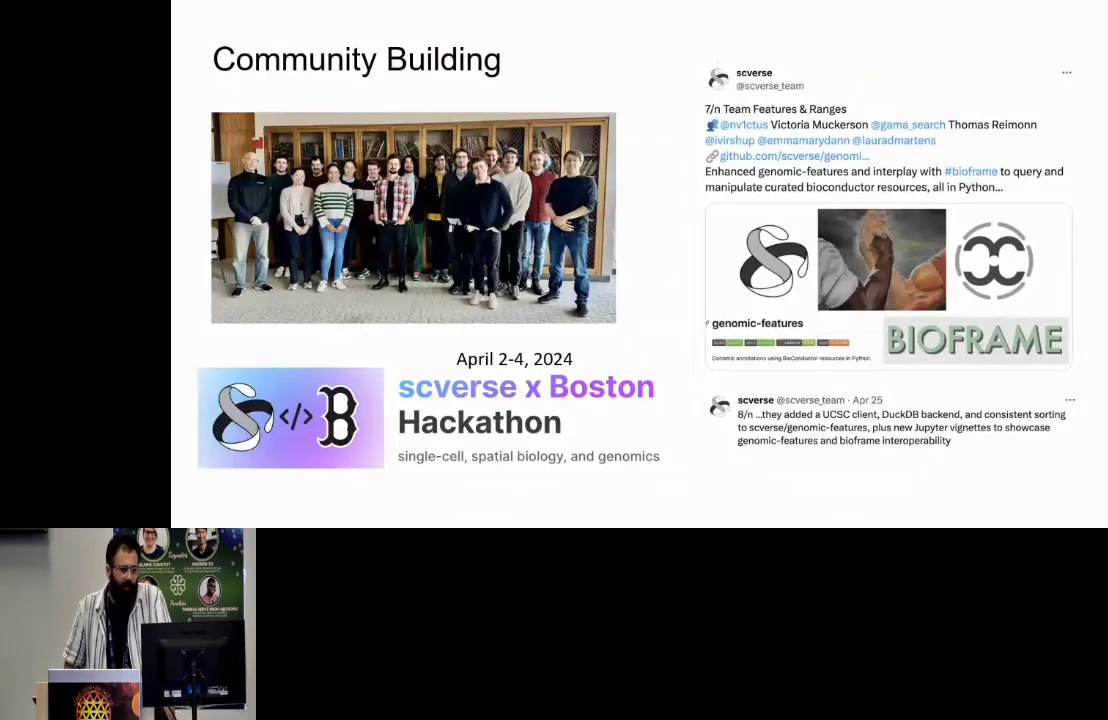 Community Building
April 2-4, 2024
scverse x Boston
Hackathon
single-cell, spatial biology, and genomics
</>
B
scverse
@scverse_team
7/n Team Features & Ranges
@nv1ctus Victoria Muckerson @gama_search Thomas Reimonn
@ivirshup @emmamarydann @lauradmartens
github.com/scverse/genomi...
Enhanced genomic-features and interplay with #bioframe to query and
manipulate curated bioconductor resources, all in Python...
genomic-features
Genomic annotations using BioConductor resources in Python.
BIOFRAME
scverse @scverse_team · Apr 25
8/n ...they added a UCSC client, DuckDB backend, and consistent sorting
to scverse/genomic-features, plus new Jupyter vignettes to showcase
genomic-features and bioframe interoperability
Keynotes
ANDREW SU
Panelists